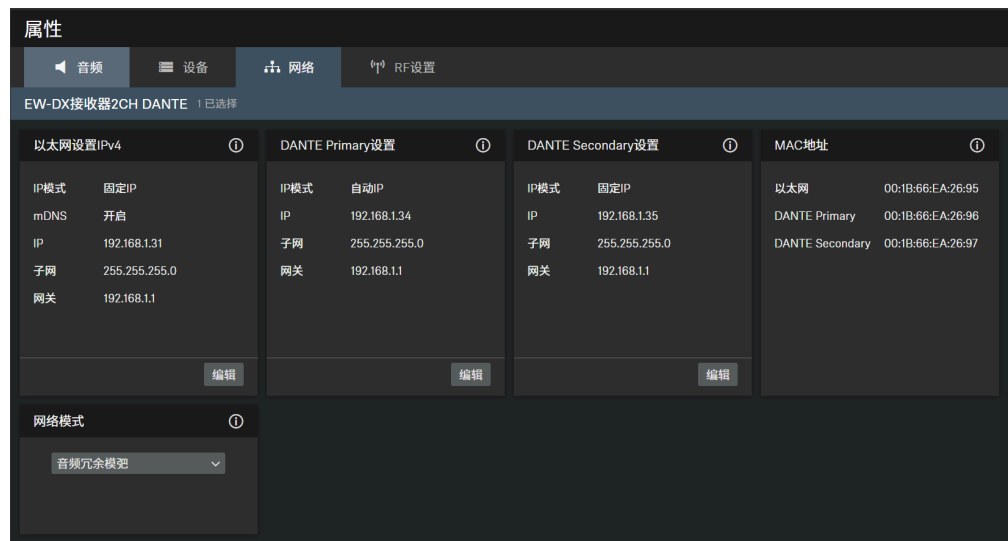 属性
音频 设备 网络 RF设置
EW-DX接收器2CH DANTE 1已选择
以太网设置IPv4
IP模式 固定IP
mDNS 开启
IP 192.168.1.31
子网 255.255.255.0
网关 192.168.1.1
编辑
DANTE Primary设置
IP模式 自动IP
IP 192.168.1.34
子网 255.255.255.0
网关 192.168.1.1
编辑
DANTE Secondary设置
IP模式 固定IP
IP 192.168.1.35
子网 255.255.255.0
网关 192.168.1.1
编辑
MAC地址
以太网 00:1B:66:EA:26:95
DANTE Primary 00:1B:66:EA:26:96
DANTE Secondary 00:1B:66:EA:26:97
网络模式
音频冗余模弝